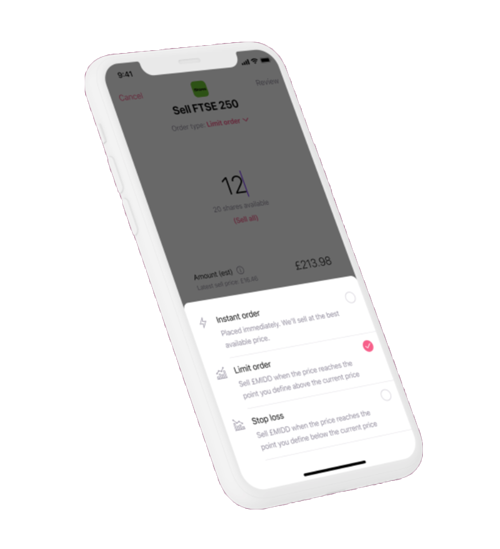 9:41
Cancel
Review
Sell FTSE 250
Order type: Limit order
12
20 shares available
(Sell all)
Amount (est)
£213.98
Latest sell price:
Instant order
Placed immediately. We'll sell at the best
available price.
Limit order
Sell EMIDD when the price reaches the
point you define above the current price
Stop loss
Sell EMIDD when the price reaches the
point you define below the current price